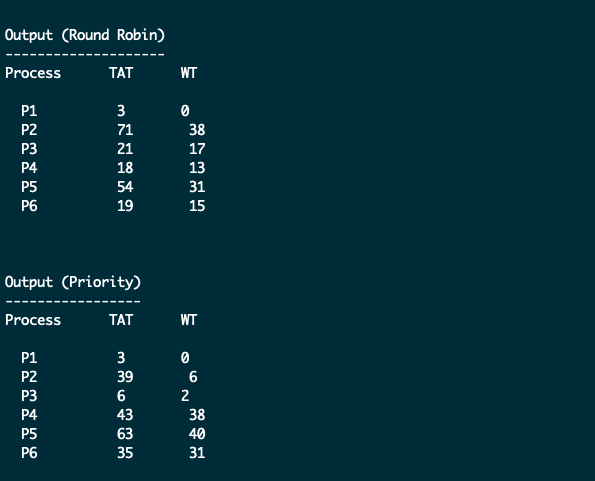 Output (Round Robin)
--------------------
Process      TAT      WT
P1          3       0
P2          71       38
P3          21       17
P4          18       13
P5          54       31
P6          19       15
Output (Priority)
-----------------
Process      TAT      WT
P1          3       0
P2          39       6
P3          6       2
P4          43       38
P5          63       40
P6          35       31